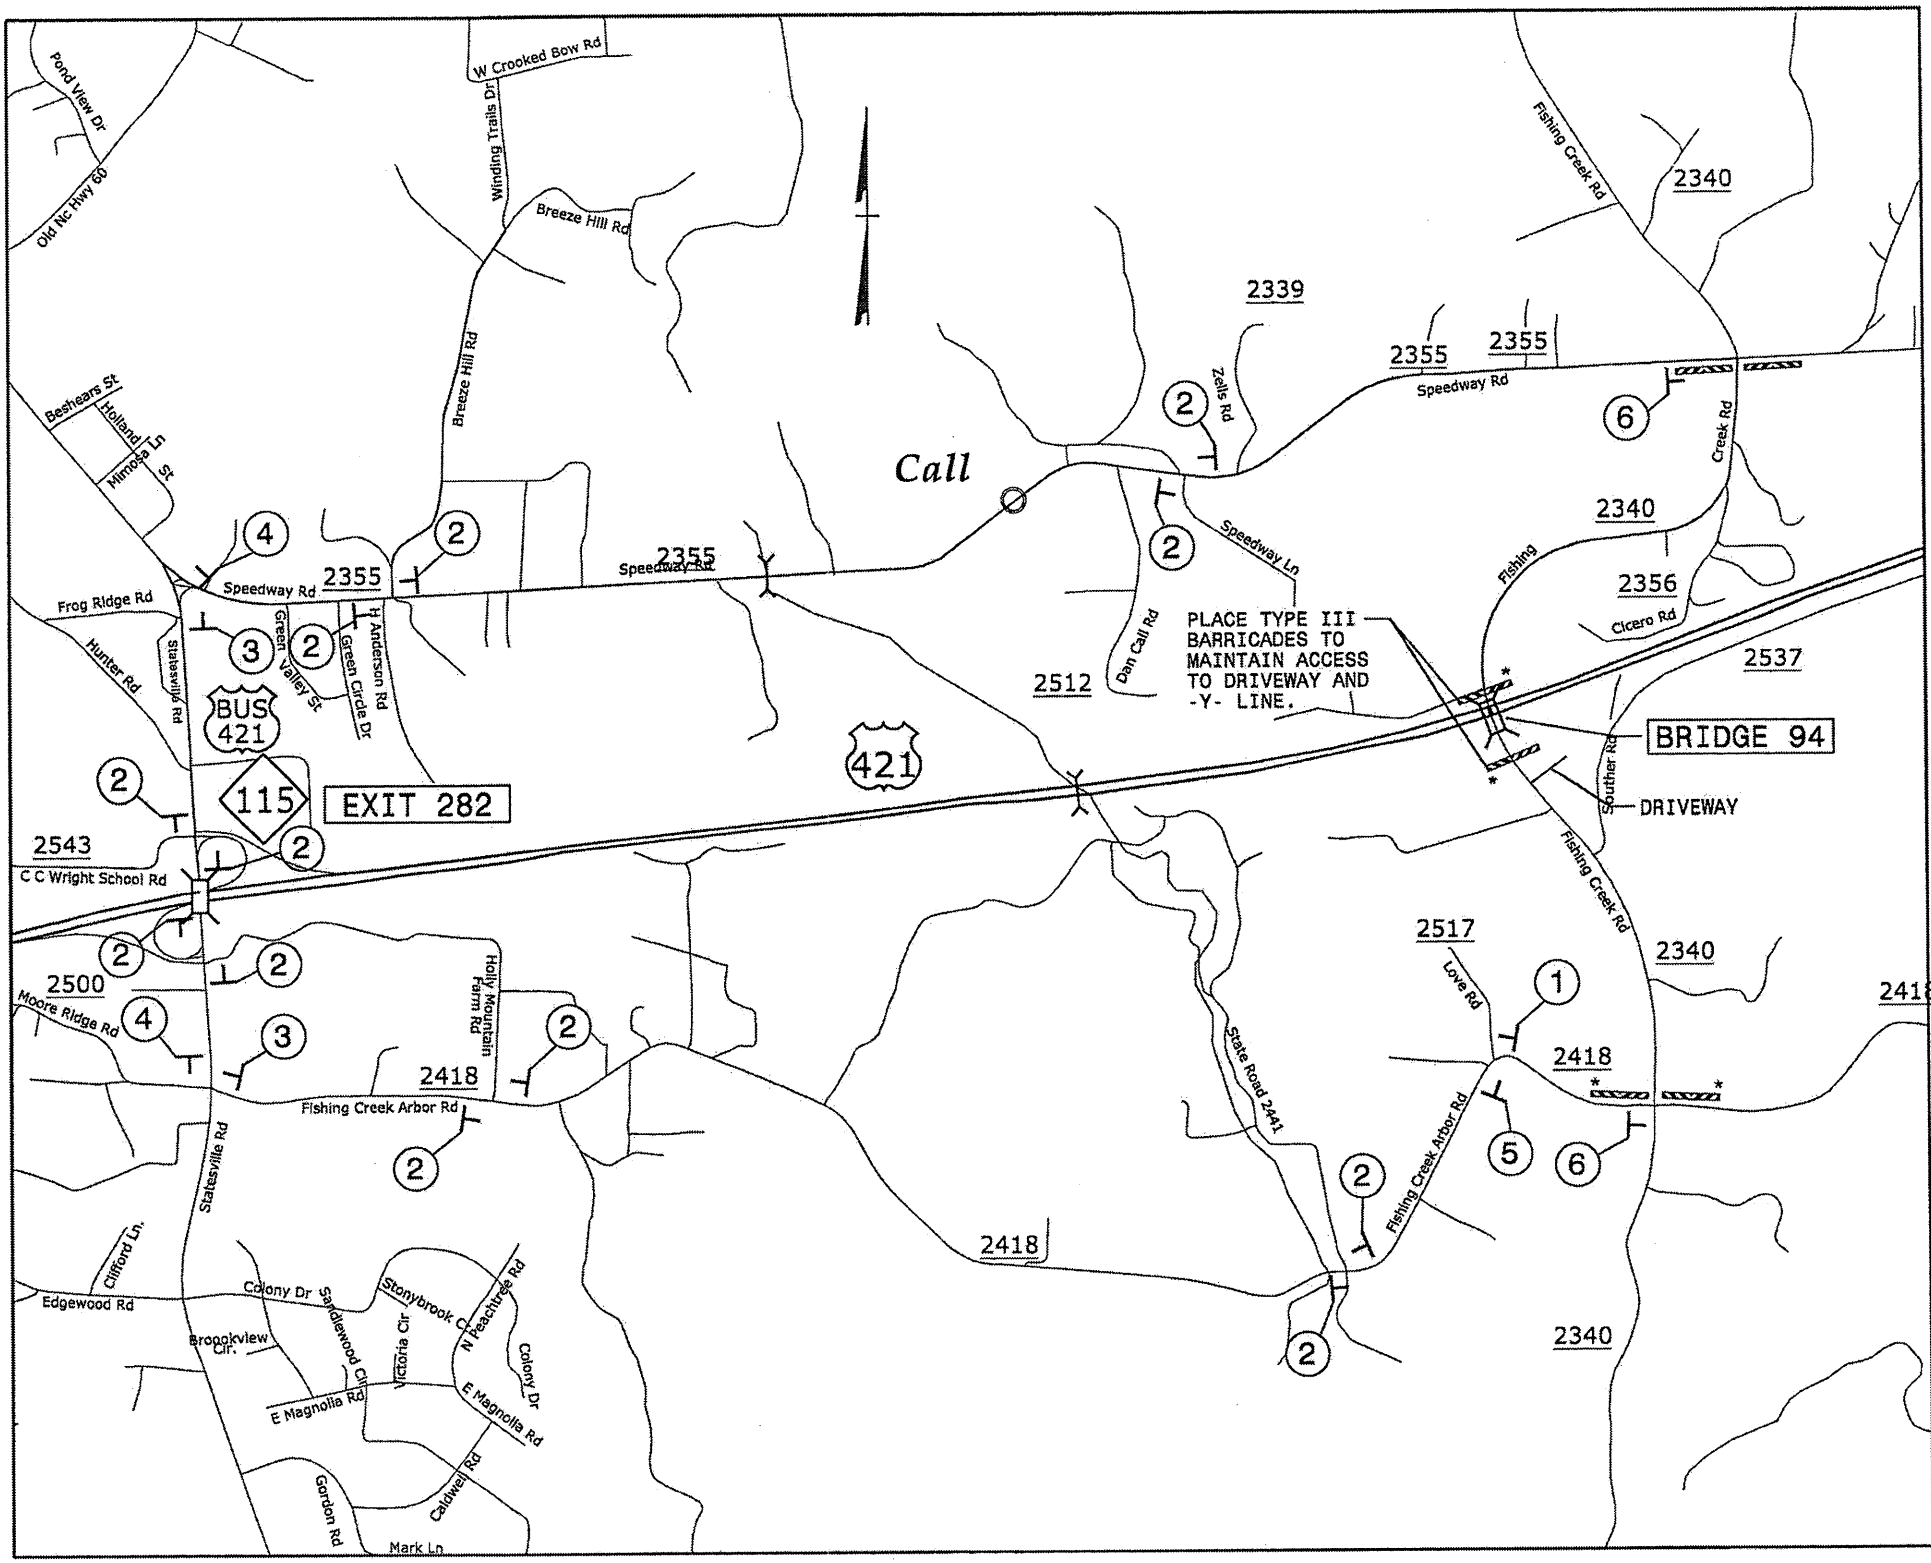 W Crooked Bow Rd
Pond View Dr
Winding Trails Dr
Old Nc Hwy 60
Breeze Hill Rd
Fishing Creek Rd
2340
2339
Breeze Hill Rd
2355
2355
Speedway Rd
Zells Rd
2
6
Beshears St
Holland St
Mimosa Ln
Creek Rd
Call
4
2
2
2340
Speedway Ln
Fishing
2355
Speedway Rd
Speedway Rd
2355
2356
Frog Ridge Rd
Cicero Rd
3
2
Green Valley St
Green Circle Dr
H Anderson Rd
Hunter Rd
Statesville Rd
Dan Call Rd
PLACE TYPE III
BARRICADES TO
MAINTAIN ACCESS
TO DRIVEWAY AND
-Y- LINE.
*
2537
2512
BUS
421
421
BRIDGE 94
*
Souther Rd
2
115
EXIT 282
DRIVEWAY
2543
2
C C Wright School Rd
Fishing Creek Rd
2517
2340
2
2
2500
Moore Ridge Rd
Holly Mountain
Farm Rd
Love Rd
1
2418
4
3
2
State Road 2441
2418
2418
*
*
Fishing Creek Arbor Rd
2
Fishing Creek Arbor Rd
5
6
Statesville Rd
2
2418
Clifford Ln.
Edgewood Rd
Colony Dr
Stonybrook C
N Peachtree Rd
Sandlewood Cir
Victoria Cir
Brookview
Cir.
Colony Dr
2
2340
E Magnolia Rd
E Magnolia Rd
Caldwell Rd
Gordon Rd
Mark Ln